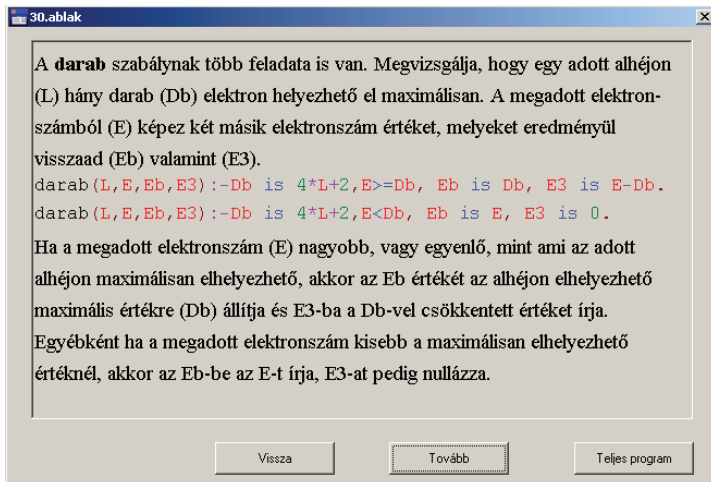 30.ablak
A darab szabálynak több feladata is van. Megvizsgálja, hogy egy adott alhéjon
(L) hány darab (Db) elektron helyezhető el maximálisan. A megadott elektron-
számból (E) képez két másik elektronszám értéket, melyeket eredményül
visszaad (Eb) valamint (E3).
darab(L,E,Eb,E3):-Db is 4*L+2,E>=Db, Eb is Db, E3 is E-Db.
darab(L,E,Eb,E3):-Db is 4*L+2,E<Db, Eb is E, E3 is 0.
Ha a megadott elektronszám (E) nagyobb, vagy egyenlő, mint ami az adott
alhéjon maximálisan elhelyezhető, akkor az Eb értékét az alhéjon elhelyezhető
maximális értékre (Db) állítja és E3-ba a Db-vel csökkentett értéket írja.
Egyébként ha a megadott elektronszám kisebb a maximálisan elhelyezhető
értéknél, akkor az Eb-be az E-t írja, E3-at pedig nullázza.
Vissza
Tovább
Teljes program